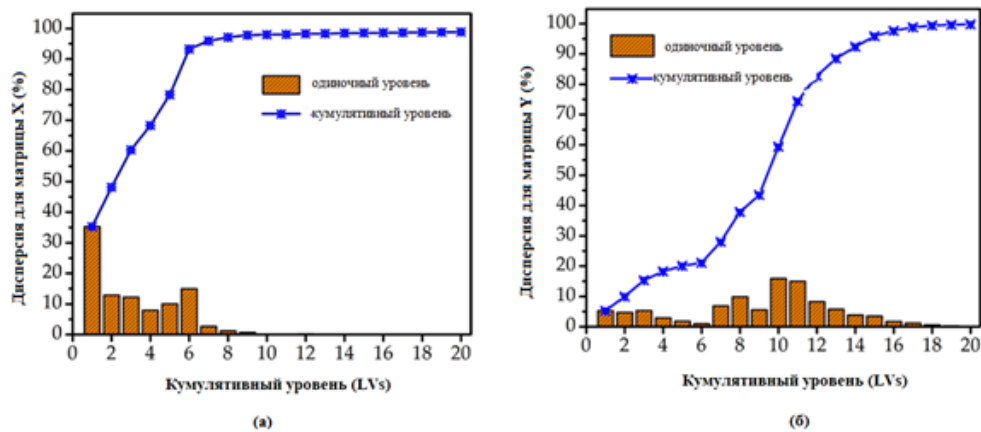 100
90
80
70
60
50
40
30
20
10
0
Дисперсия для матрицы X (%)
одиночный уровень
кумулятивный уровень
0 2 4 6 8 10 12 14 16 18 20
Кумулятивный уровень (LVs)
(а)
100
90
80
70
60
50
40
30
20
10
0
Дисперсия для матрицы Y (%)
одиночный уровень
кумулятивный уровень
0 2 4 6 8 10 12 14 16 18 20
Кумулятивный уровень (LVs)
(б)